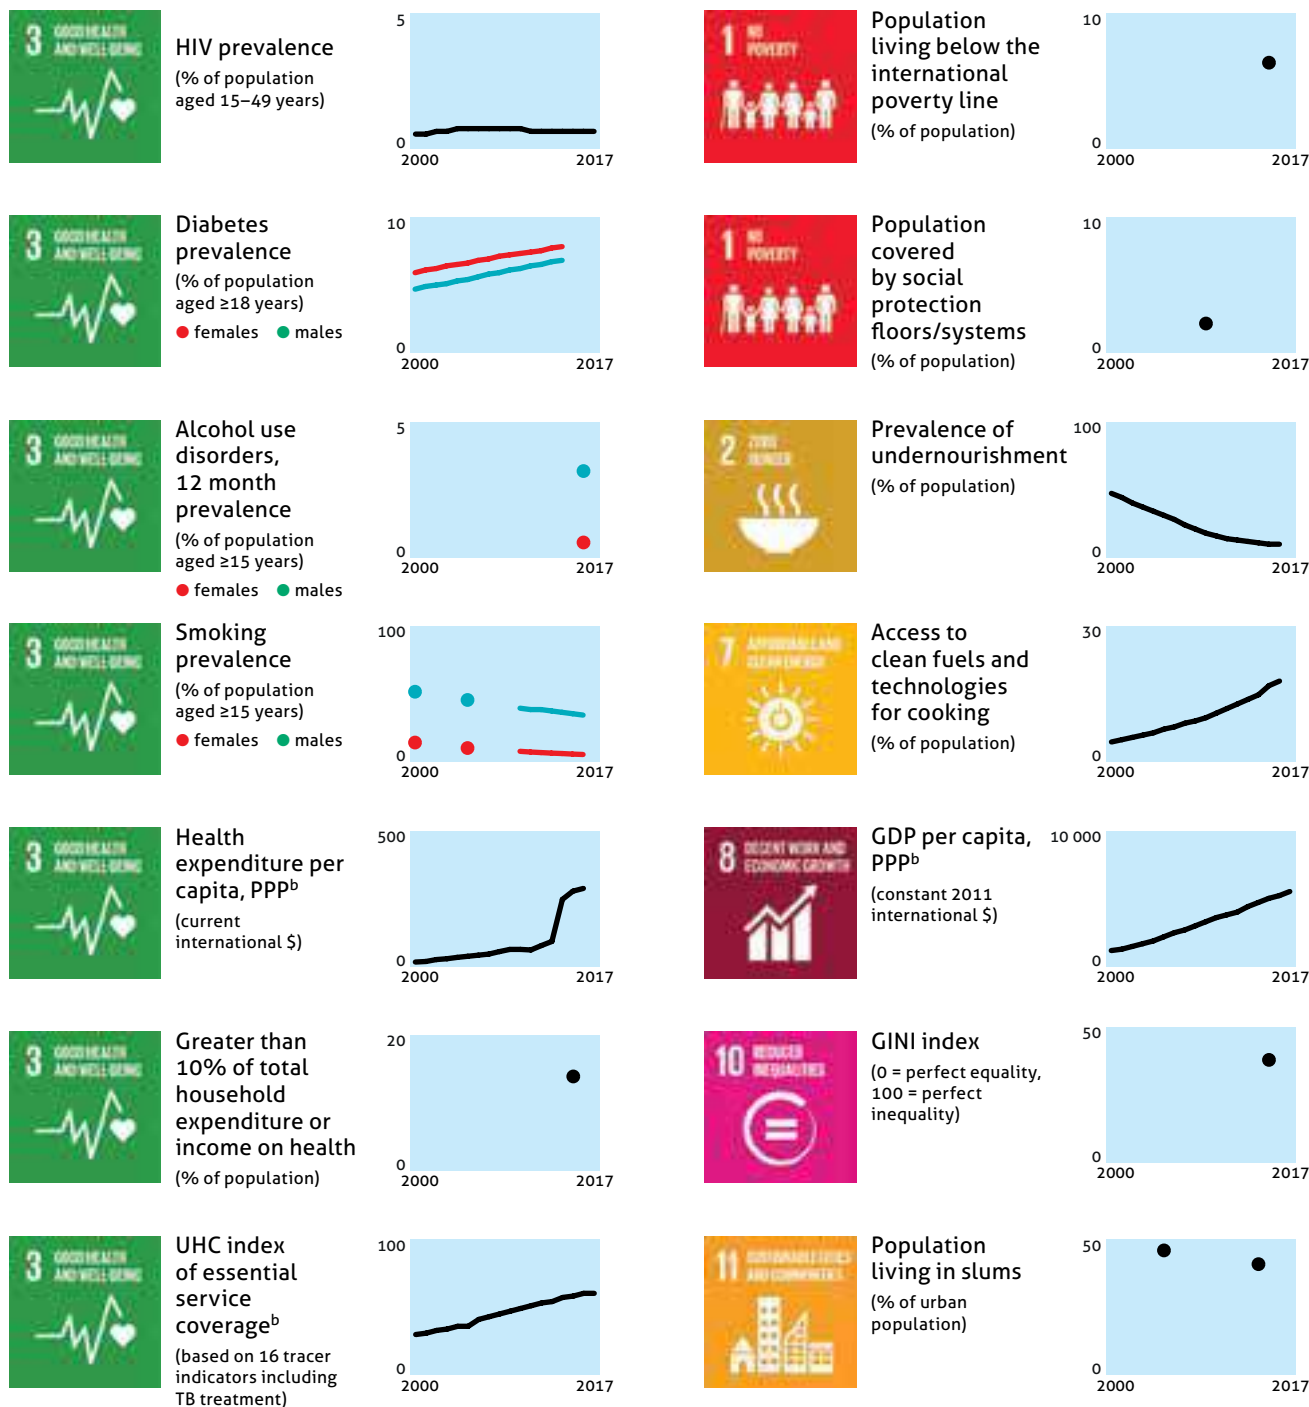 3 GOOD HEALTH
AND WELL-BEING
HIV prevalence
(% of population
aged 15–49 years)
5
0
2000 2017
1 NO
POVERTY
Population
living below the
international
poverty line
(% of population)
10
0
2000 2017
3 GOOD HEALTH
AND WELL-BEING
Diabetes
prevalence
(% of population
aged ≥18 years)
females males
10
0
2000 2017
1 NO
POVERTY
Population
covered
by social
protection
floors/systems
(% of population)
10
0
2000 2017
3 GOOD HEALTH
AND WELL-BEING
Alcohol use
disorders,
12 month
prevalence
(% of population
aged ≥15 years)
females males
5
0
2000 2017
2 ZERO
HUNGER
Prevalence of
undernourishment
(% of population)
100
0
2000 2017
3 GOOD HEALTH
AND WELL-BEING
Smoking
prevalence
(% of population
aged ≥15 years)
females males
100
0
2000 2017
7 AFFORDABLE AND
CLEAN ENERGY
Access to
clean fuels and
technologies
for cooking
(% of population)
30
0
2000 2017
3 GOOD HEALTH
AND WELL-BEING
Health
expenditure per
capita, PPPᵇ
(current
international $)
500
0
2000 2017
8 DECENT WORK AND
ECONOMIC GROWTH
GDP per capita,
PPPᵇ
(constant 2011
international $)
10 000
0
2000 2017
3 GOOD HEALTH
AND WELL-BEING
Greater than
10% of total
household
expenditure or
income on health
(% of population)
20
0
2000 2017
10 REDUCED
INEQUALITIES
GINI index
(0 = perfect equality,
100 = perfect
inequality)
50
0
2000 2017
3 GOOD HEALTH
AND WELL-BEING
UHC index
of essential
service
coverageᵇ
(based on 16 tracer
indicators including
TB treatment)
100
0
2000 2017
11 SUSTAINABLE CITIES
AND COMMUNITIES
Population
living in slums
(% of urban
population)
50
0
2000 2017